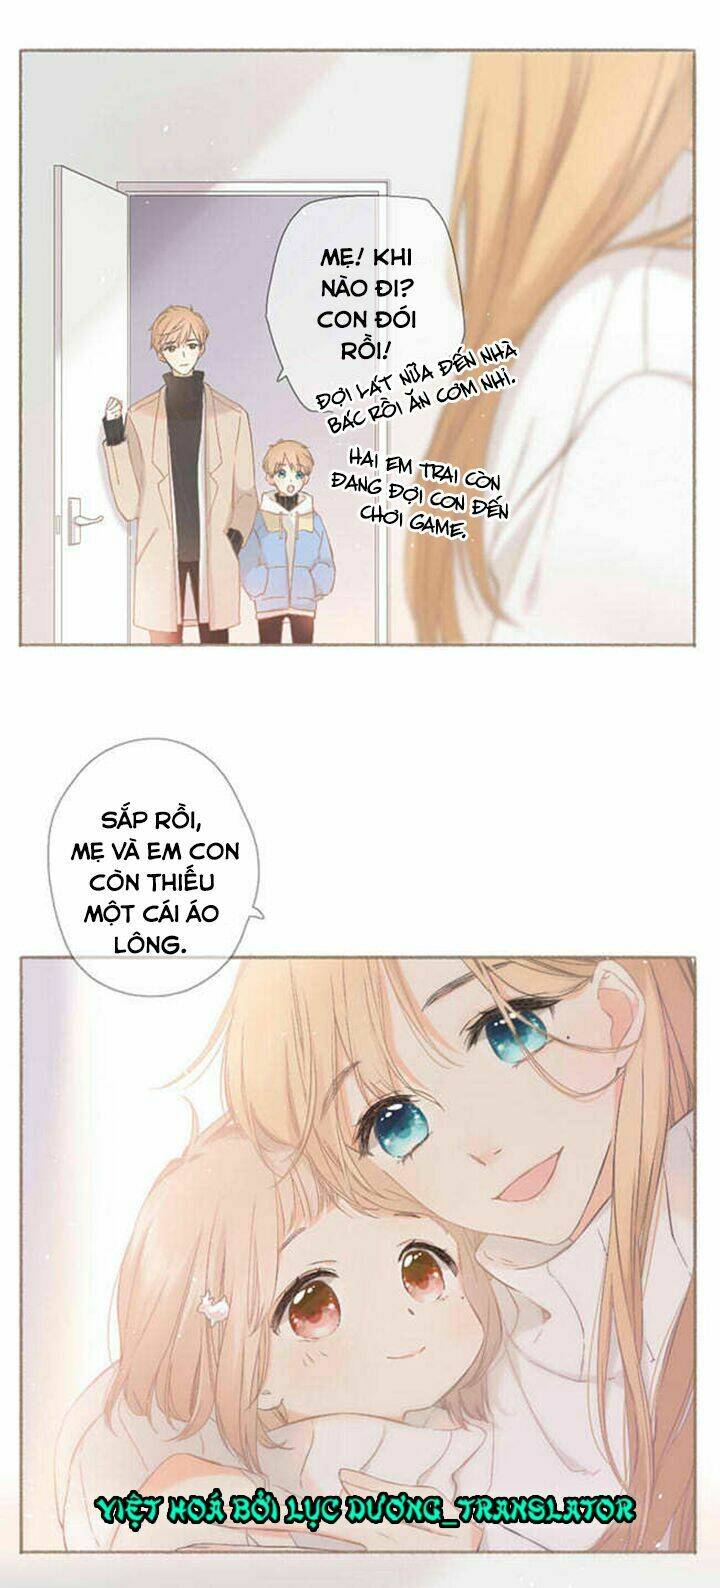 MẸ! KHI
NÀO ĐI?
CON ĐÓI
RỒI!
ĐỢI LÁT NỮA ĐẾN NHÀ
BÁC RỒI ĂN CƠM NHỈ.
HAI EM TRAI CÒN
ĐANG ĐỢI CON ĐẾN
CHƠI GAME.
SẮP RỒI,
MẸ VÀ EM CON
CÒN THIẾU
MỘT CÁI ÁO
LÔNG.
VIỆT HOÁ BỞI LỤC DƯƠNG_TRANSLATOR